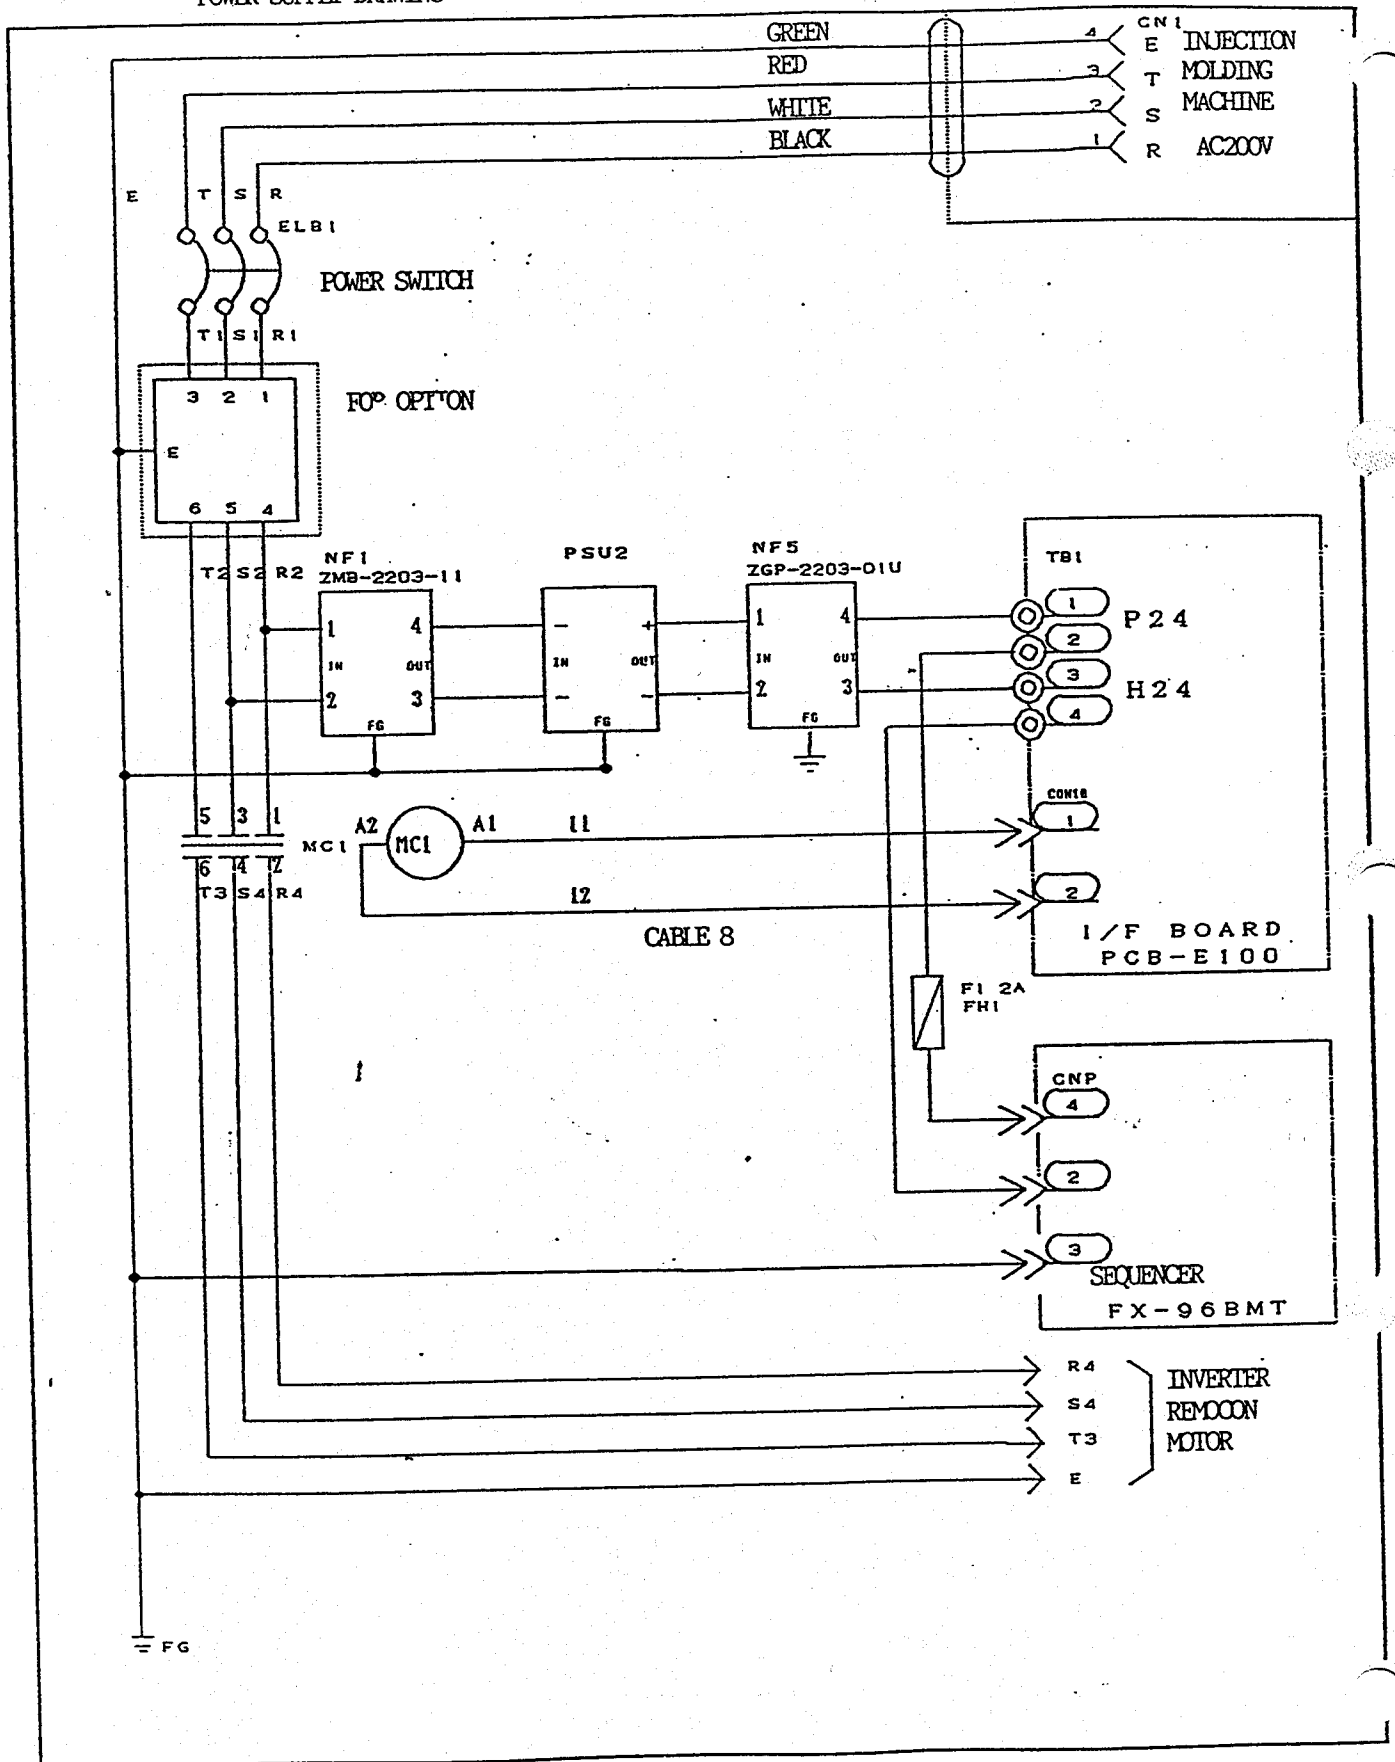 GREEN
4
CN1
E
INJECTION
RED
3
T
MOLDING
WHITE
2
S
MACHINE
BLACK
1
R
AC200V
E
T
S
R
ELB1
POWER SWITCH
T1
S1
R1
3
2
1
OPTION
E
6
5
4
T2
S2
R2
NF1
ZMB-2203-11
1
4
IN
OUT
2
3
FG
PSU2
-
+
IN
OUT
-
-
FG
NF5
ZGP-2203-01U
1
4
IN
OUT
2
3
FG
TB1
1
P24
2
3
H24
4
5
3
1
MC1
6
4
2
T3
S4
R4
A2
MC1
A1
11
12
CABLE 8
CON18
1
2
I/F BOARD
PCB-E100
F1 2A
FH1
CNP
4
2
3
SEQUENCER
FX-96BMT
R4
INVERTER
S4
REMOCON
T3
MOTOR
E
FG